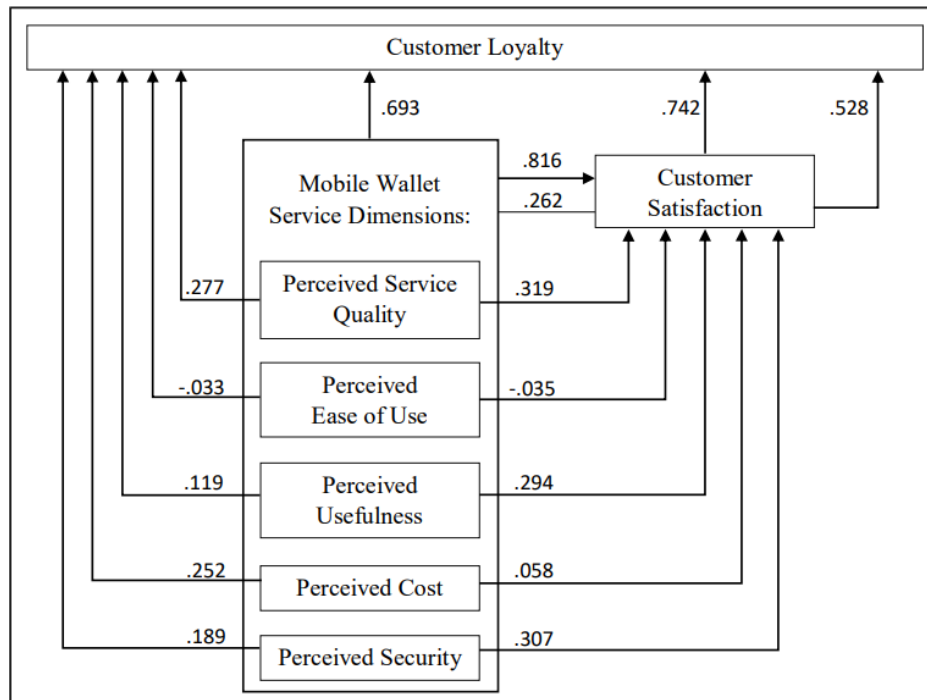 Customer Loyalty
.693
.742
.528
Mobile Wallet
Service Dimensions:
.816
.262
Customer
Satisfaction
.277
Perceived Service
Quality
.319
-.033
Perceived
Ease of Use
-.035
.119
Perceived
Usefulness
.294
.252
Perceived Cost
.058
.189
Perceived Security
.307